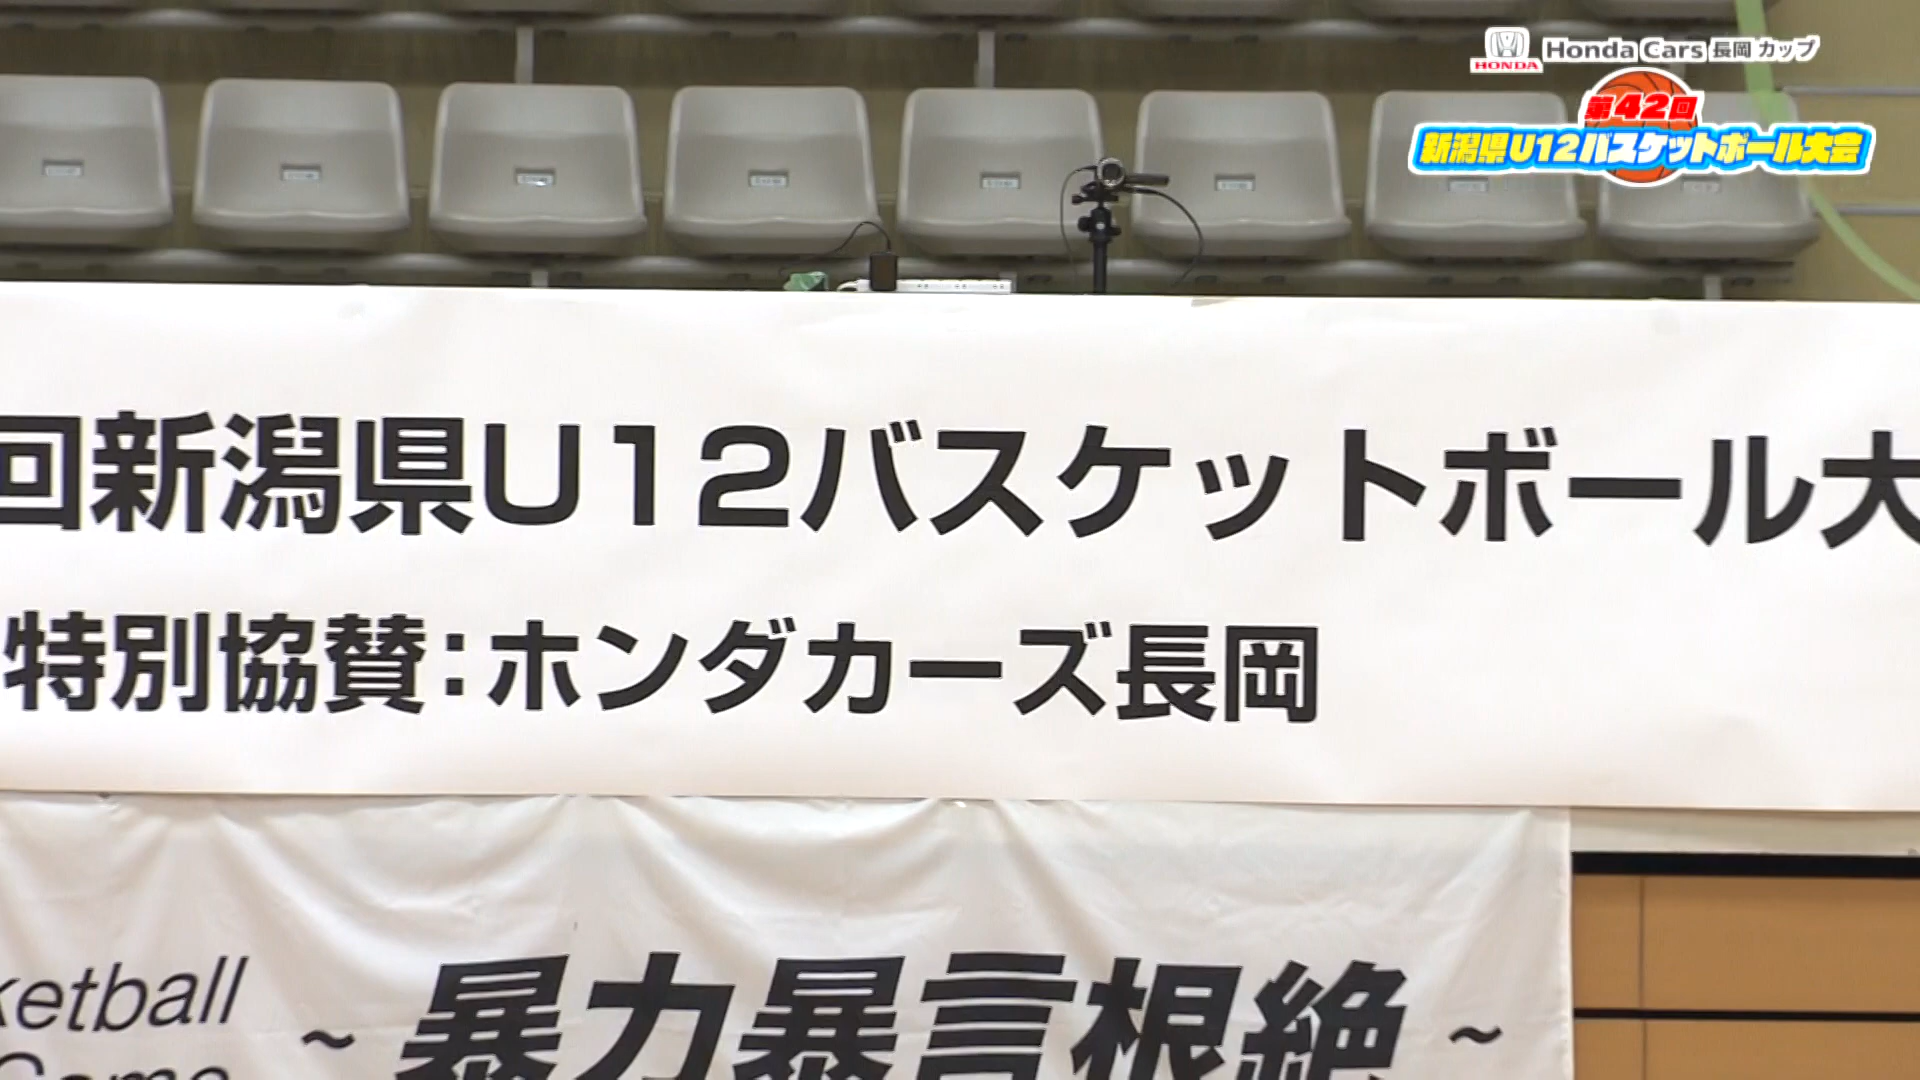 HONDA Honda Cars 長岡 カップ
第42回
新潟県U12バスケットボール大会
回新潟県U12バスケットボール大
特別協賛：ホンダカーズ長岡
ketball
Game
～暴力暴言根絶～